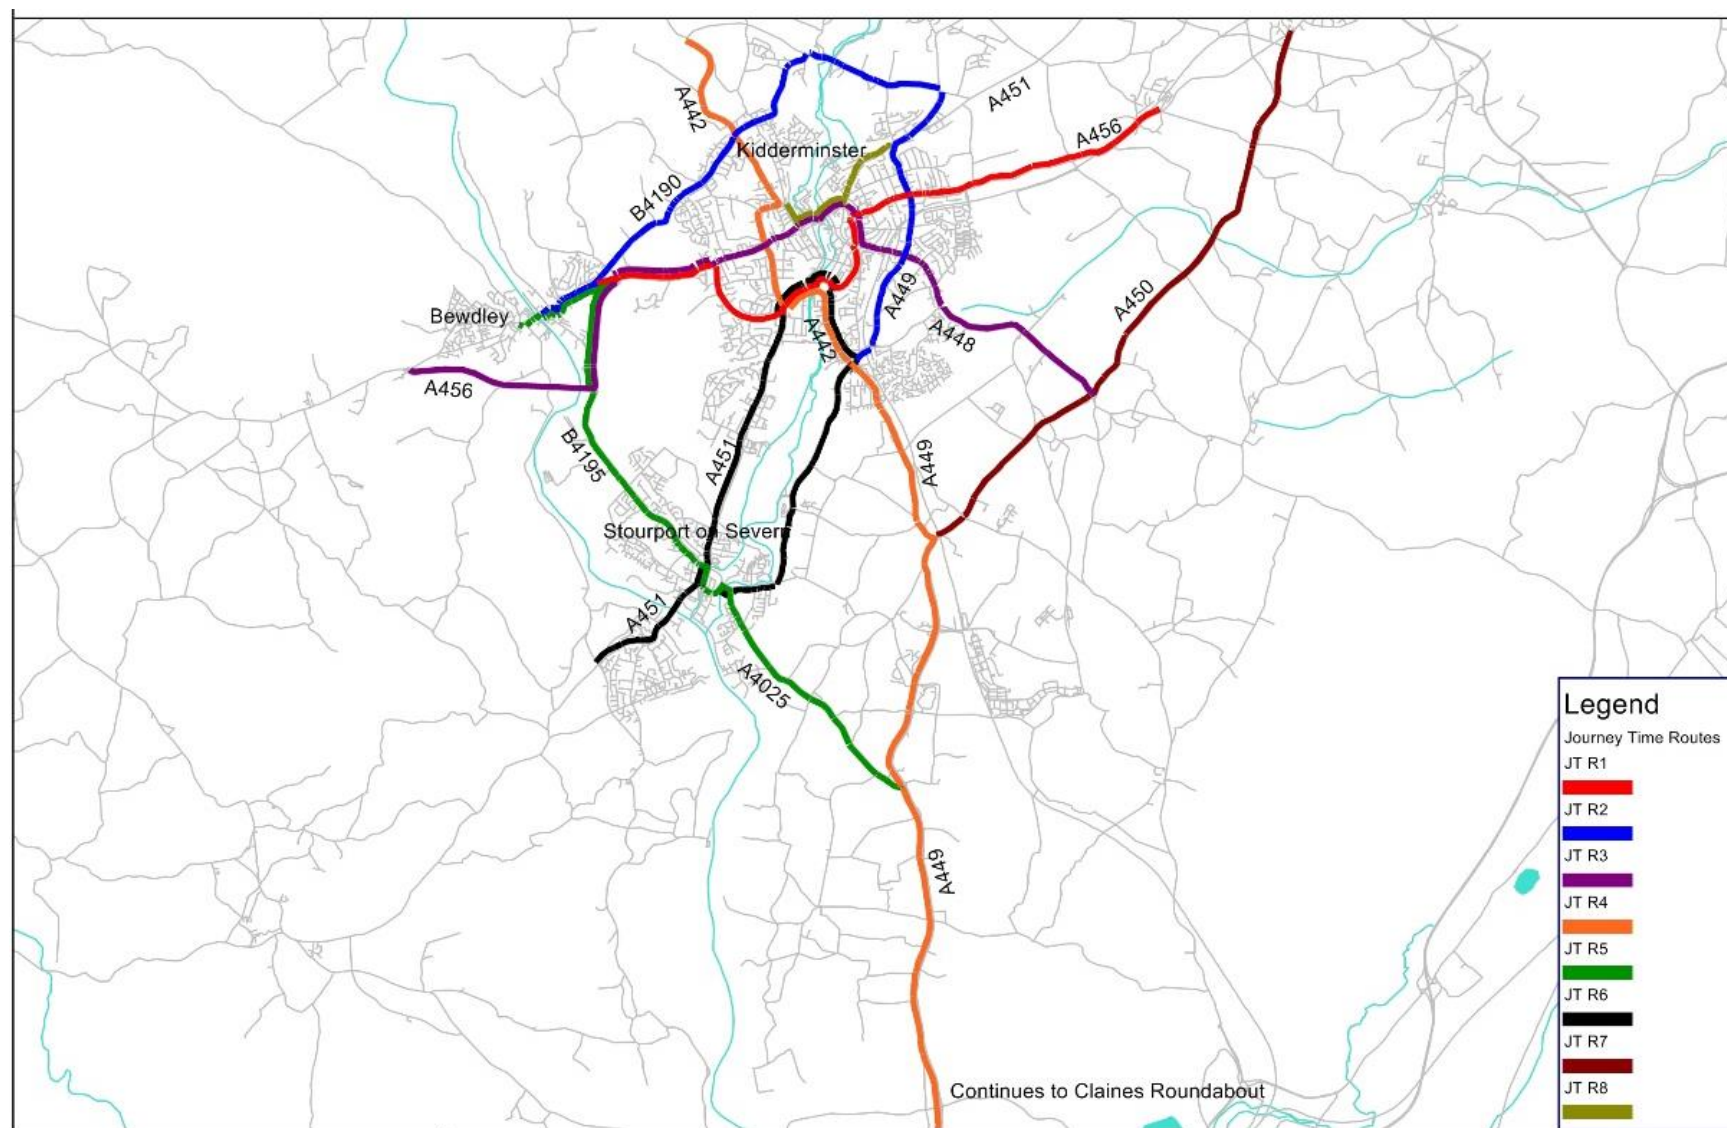 A442
A451
A456
Kidderminster
B4190
A449
A450
Bewdley
A442
A448
A456
B4195
A451
A449
Stourport on Severn
A451
A4025
A449
Continues to Claines Roundabout
Legend
Journey Time Routes
JT R1
JT R2
JT R3
JT R4
JT R5
JT R6
JT R7
JT R8